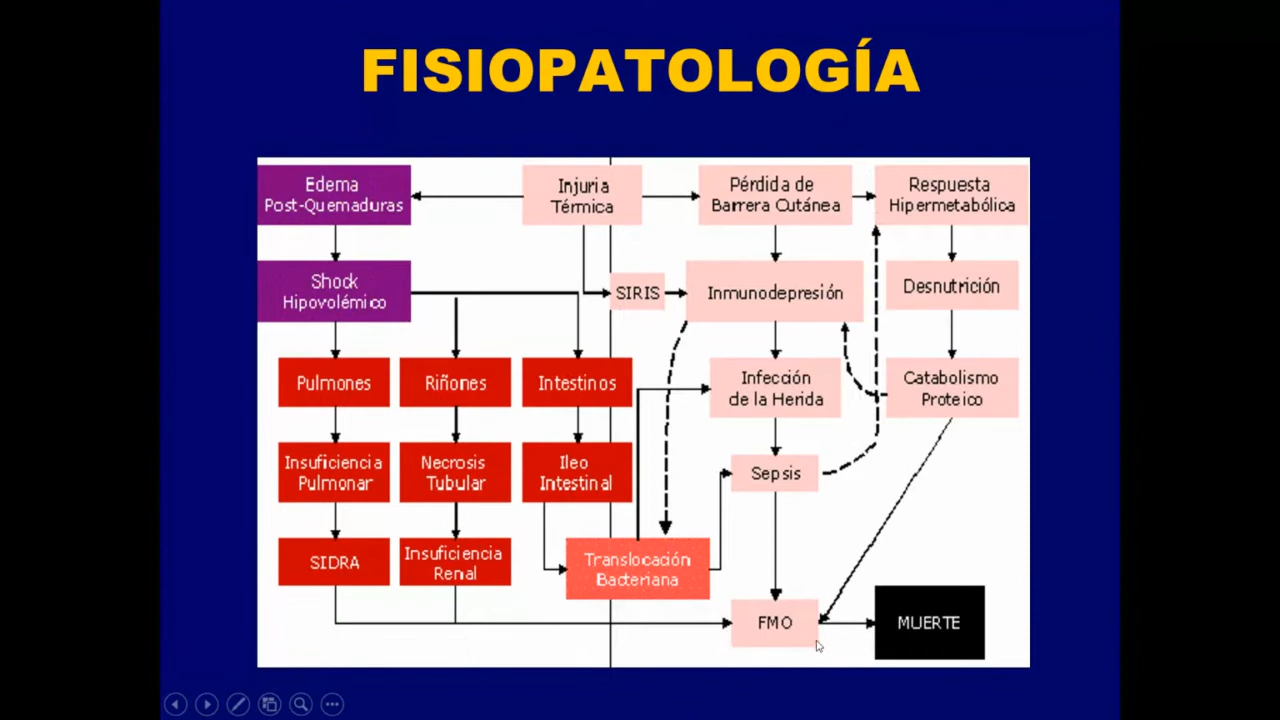 FISIOPATOLOGÍA
Edema
Post-Quemaduras
Injuria
Térmica
Pérdida de
Barrera Cutánea
Respuesta
Hipermetabólica
Shock
Hipovolémico
SIRIS
Inmunodepresión
Desnutrición
Pulmones
Riñones
Intestinos
Infección
de la Herida
Catabolismo
Proteico
Insuficiencia
Pulmonar
Necrosis
Tubular
Ileo
Intestinal
Sepsis
SIDRA
Insuficiencia
Renal
Translocación
Bacteriana
FMO
MUERTE